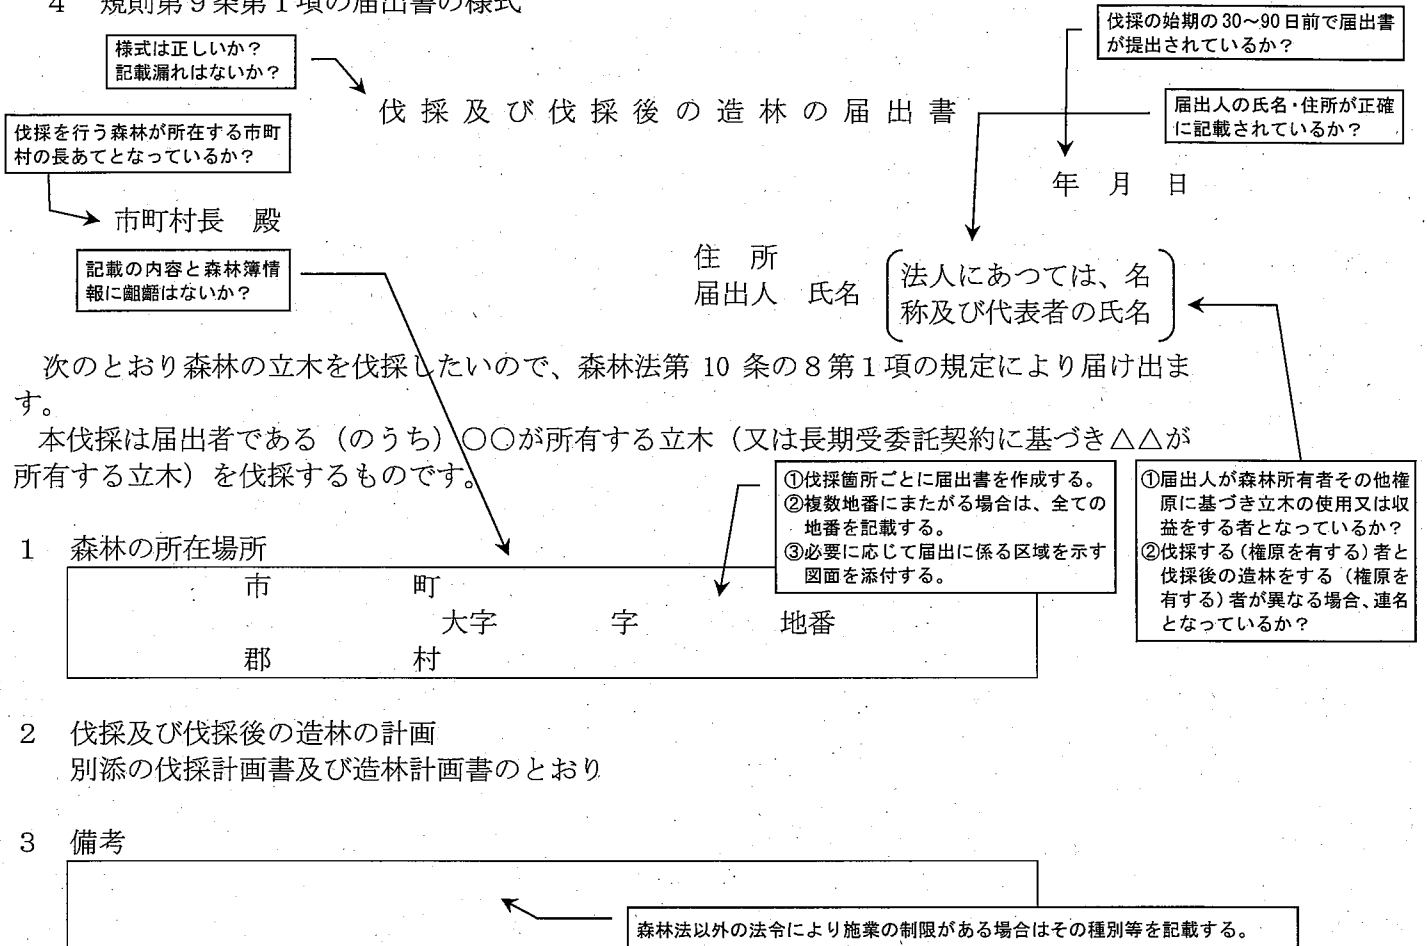 4 規則第9条第1項の届出書の様式
伐採の始期の30~90日前で届出書
が提出されているか?
様式は正しいか?
記載漏れはないか?
伐採及び伐採後の造林の届出書
届出人の氏名・住所が正確
に記載されているか?
伐採を行う森林が所在する市町
村の長あてとなっているか?
年 月 日
市町村長 殿
記載の内容と森林簿情
報に齟齬はないか?
住 所
届出人 氏名
法人にあつては、名
称及び代表者の氏名
次のとおり森林の立木を伐採したいので、森林法第 10 条の8第1項の規定により届け出ま
す。
本伐採は届出者である(のうち)○○が所有する立木(又は長期受委託契約に基づき△△が
所有する立木)を伐採するものです。
①伐採箇所ごとに届出書を作成する。
②複数地番にまたがる場合は、全ての
地番を記載する。
③必要に応じて届出に係る区域を示す
図面を添付する。
①届出人が森林所有者その他権
原に基づき立木の使用又は収
益をする者となっているか?
②伐採する(権原を有する)者と
伐採後の造林をする(権原を
有する)者が異なる場合、連名
となっているか?
1 森林の所在場所
市 町
大字 字 地番
郡 村
2 伐採及び伐採後の造林の計画
別添の伐採計画書及び造林計画書のとおり
3 備考
森林法以外の法令により施業の制限がある場合はその種別等を記載する。